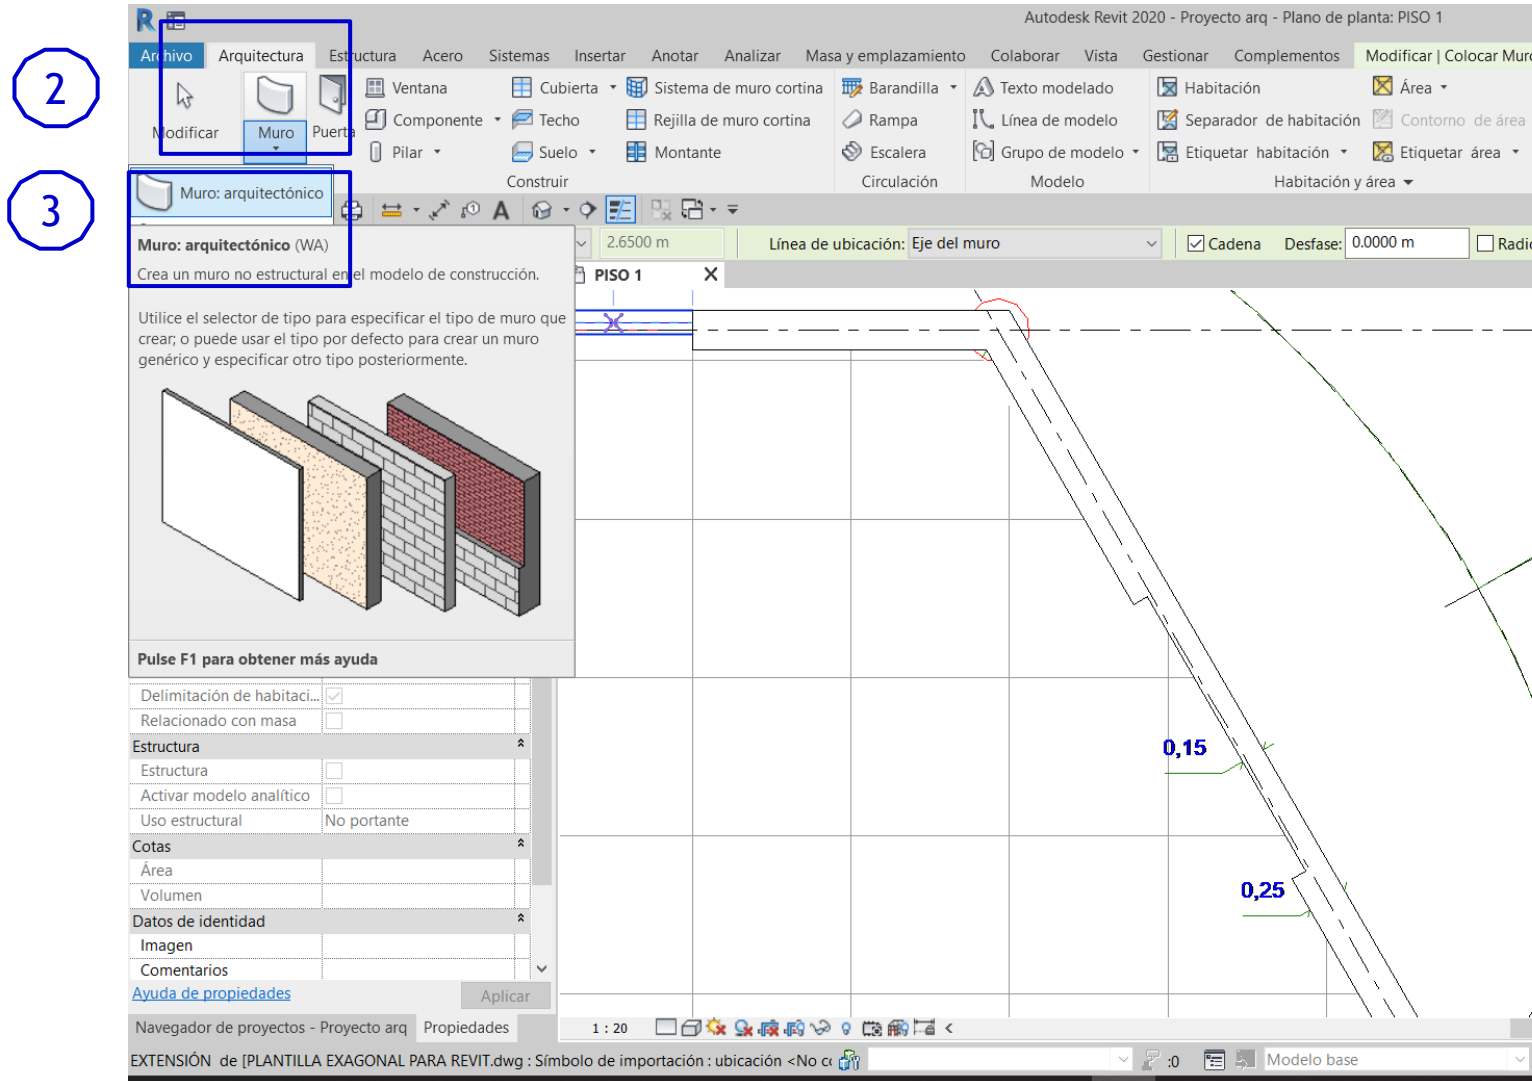 Autodesk Revit 2020 - Proyecto arq - Plano de planta: PISO 1
Archivo Arquitectura Estructura Acero Sistemas Insertar Anotar Analizar Masa y emplazamiento Colaborar Vista Gestionar Complementos Modificar | Colocar Muro
2
Ventana Cubierta Sistema de muro cortina Barandilla Texto modelado Habitación Área
Componente Techo Rejilla de muro cortina Rampa Línea de modelo Separador de habitación Contorno de área
Modificar Muro Puerta
Pilar Suelo Montante Escalera Grupo de modelo Etiquetar habitación Etiquetar área
Construir Circulación Modelo Habitación y área
3
Muro: arquitectónico
Muro: arquitectónico (WA)
2.6500 m Línea de ubicación: Eje del muro Cadena Desfase: 0.0000 m Radio
Crea un muro no estructural en el modelo de construcción.
PISO 1 X
Utilice el selector de tipo para especificar el tipo de muro que
crear; o puede usar el tipo por defecto para crear un muro
genérico y especificar otro tipo posteriormente.
Pulse F1 para obtener más ayuda
Delimitación de habitaci...
Relacionado con masa
Estructura
Estructura
Activar modelo analítico
Uso estructural No portante
Cotas
Área
Volumen
Datos de identidad
Imagen
Comentarios
Ayuda de propiedades Aplicar
0,15
0,25
Navegador de proyectos - Proyecto arq Propiedades 1 : 20
EXTENSIÓN de [PLANTILLA EXAGONAL PARA REVIT.dwg : Símbolo de importación : ubicación <No co :0 Modelo base